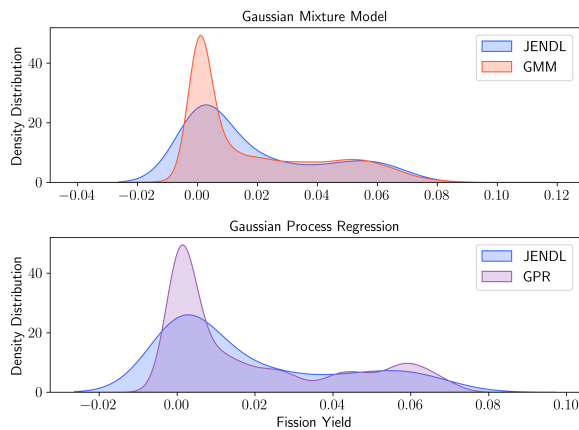 Gaussian Mixture Model
Density Distribution
40
20
0
JENDL
GMM
−0.04 −0.02 0.00 0.02 0.04 0.06 0.08 0.10 0.12
Gaussian Process Regression
Density Distribution
40
20
0
JENDL
GPR
−0.02 0.00 0.02 0.04 0.06 0.08 0.10
Fission Yield